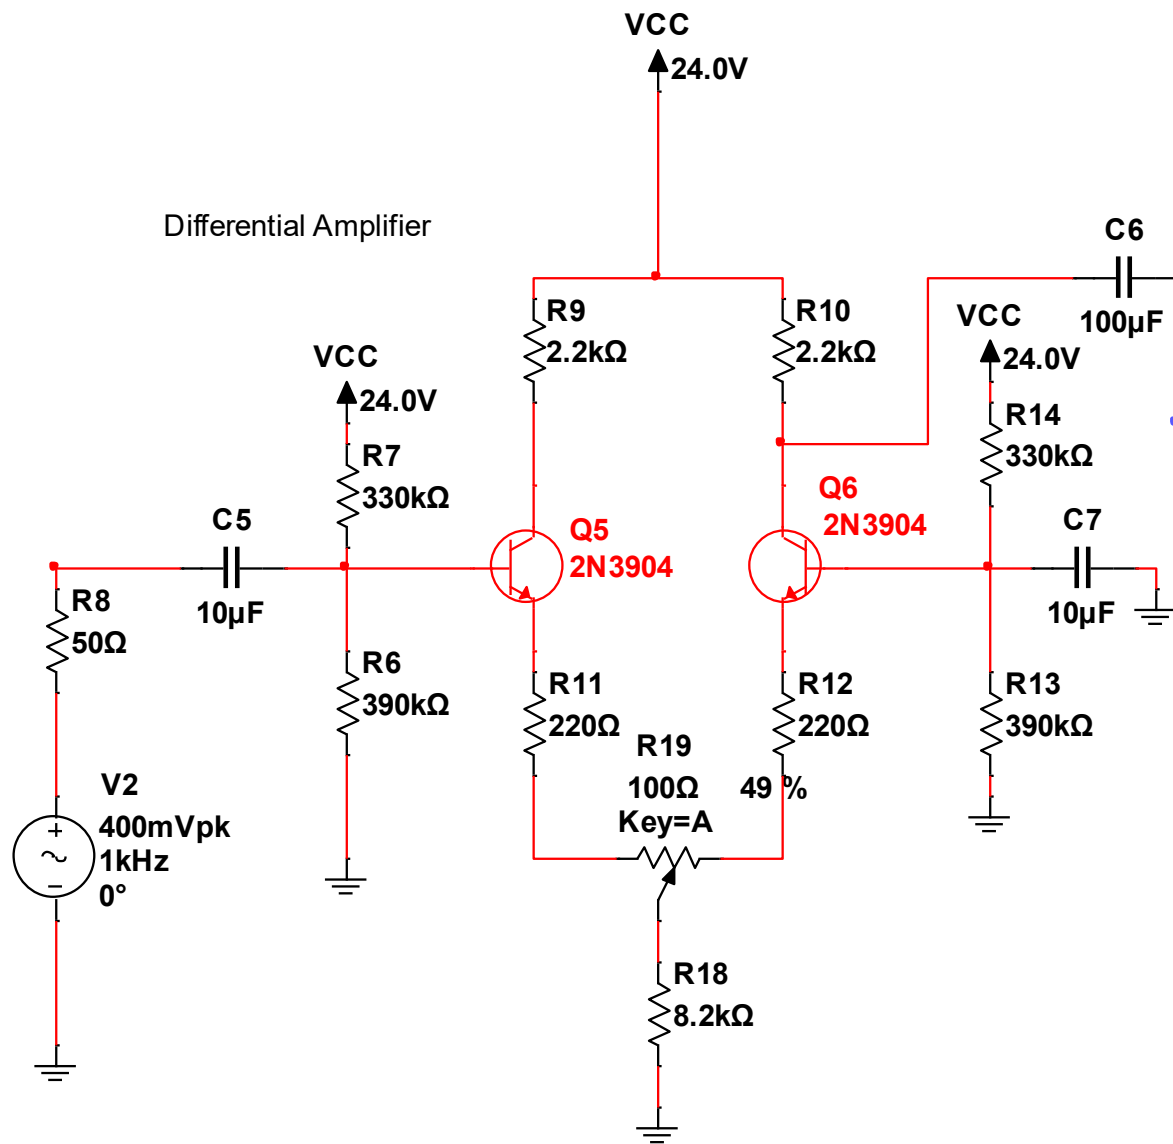 VCC
24.0V
Differential Amplifier
C6
100µF
R9
2.2kΩ
R10
2.2kΩ
VCC
24.0V
VCC
24.0V
R14
330kΩ
R7
330kΩ
Q6
2N3904
C5
10µF
Q5
2N3904
C7
10µF
R8
50Ω
R6
390kΩ
R11
220Ω
R12
220Ω
R13
390kΩ
R19
100Ω
49 %
Key=A
V2
400mVpk
1kHz
0°
R18
8.2kΩ